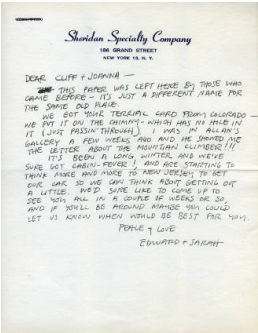 Sheridan Specialty Company
166 GRAND STREET
NEW YORK 13, N. Y.
DEAR CLIFF + JOANNA —
THIS PAPER WAS LEFT HERE BY THOSE WHO
CAME BEFORE - IT'S JUST A DIFFERENT NAME FOR
THE SAME OLD PLACE.
WE GOT YOUR TERRIAL CARD FROM COLORADO —
WE PUT IT ON THE CHIMNY - WHICH HAS NO HOLE IN
IT (JUST PASSIN' THROUGH). I WAS IN ALLAN'S
GALLERY A FEW WEEKS AGO AND HE SHOWED ME
THE LETTER ABOUT THE MOUNTAIN CLIMBER!!!
IT'S BEEN A LONG, WINTER AND WE'VE
SURE GOT CABIN-FEVER!, AND ARE STARTING TO
THINK MORE AND MORE TO NEW JERSEY TO GET
OUR CAR SO WE CAN THINK ABOUT GETTING OUT
A LITTLE. WE'D SURE LIKE TO COME UP TO
SEE YOU ALL IN A COUPLE OF WEEKS OR SO,
AND IF YOU'LL BE AROUND MAYBE YOU COULD
LET US KNOW WHEN WOULD BE BEST FOR YOU.
PEACE & LOVE
EDWARD + SARAH